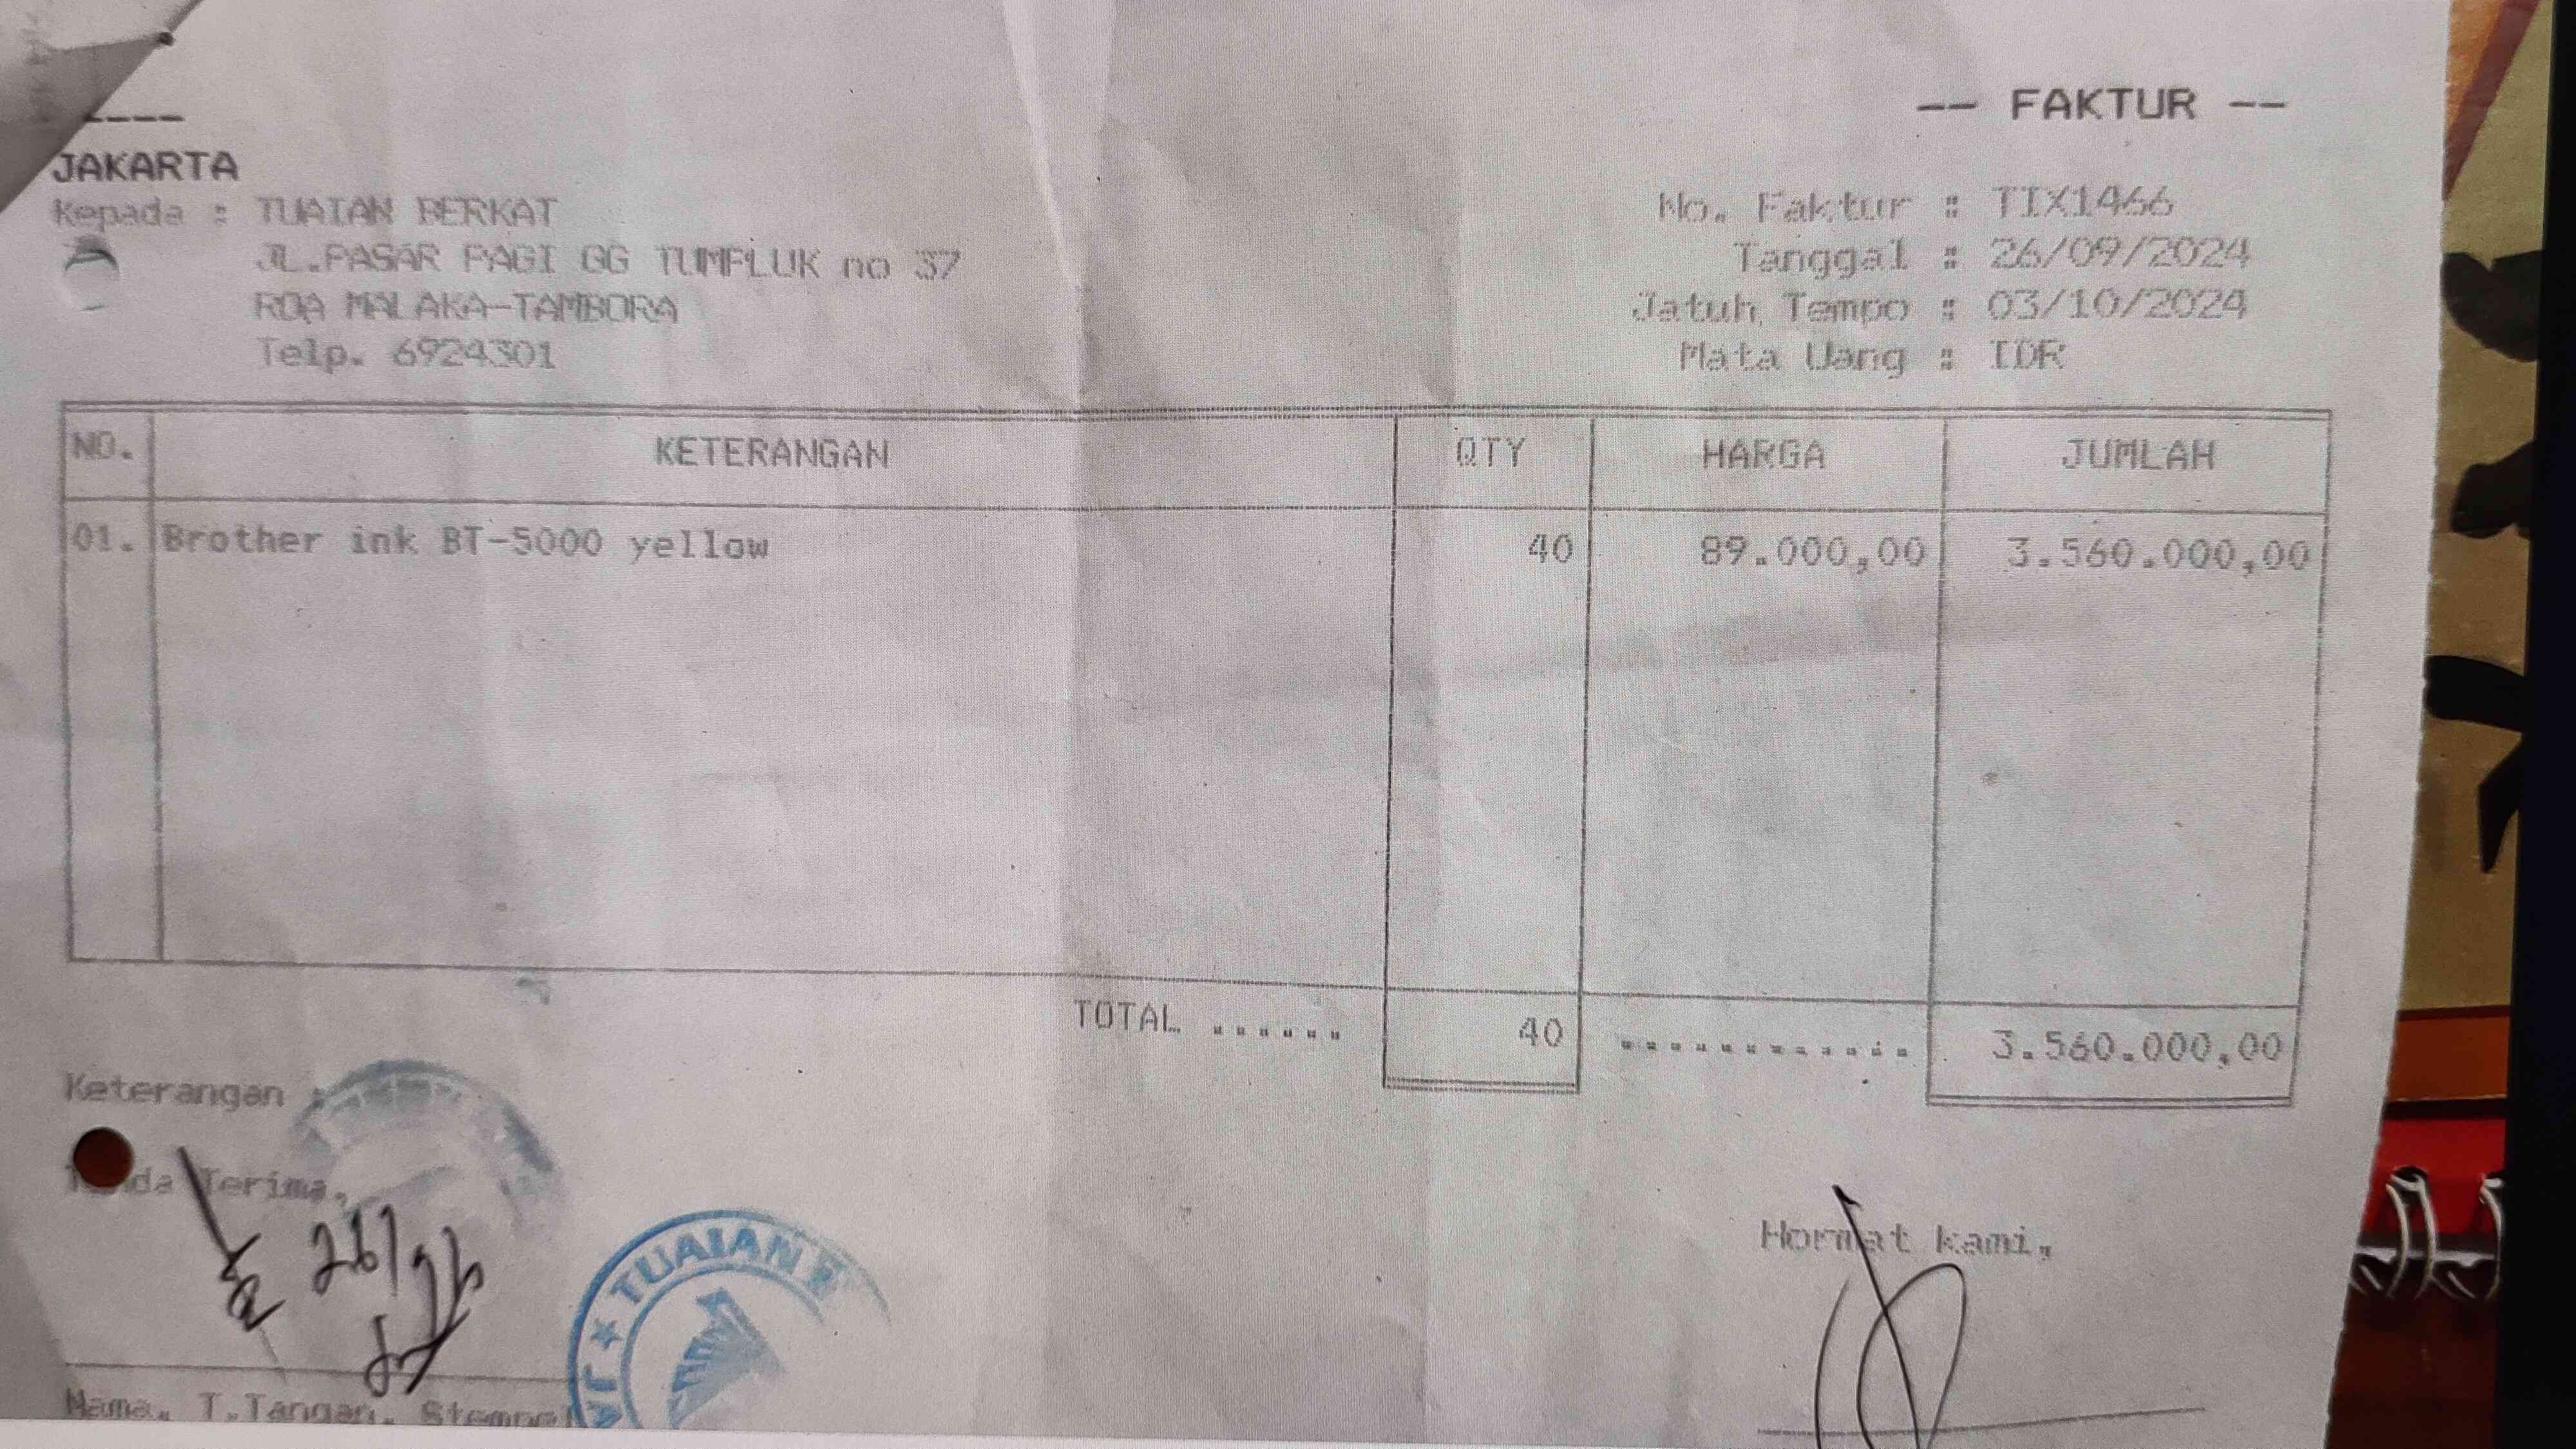 -- FAKTUR --
JAKARTA
Kepada : TUAIAN BERKAT
JL.PASAR PAGI GG TUMPLUK no 37
ROA MALAKA-TAMBORA
Telp. 6924301
No. Faktur : TIX1466
Tanggal : 26/09/2024
Jatuh Tempo : 03/10/2024
Mata Uang : IDR
NO. KETERANGAN QTY HARGA JUMLAH
01. Brother ink BT-5000 yellow 40 89.000,00 3.560.000,00
TOTAL ...... 40 ............ 3.560.000,00
Keterangan :
Terima,
26/
TUAIAN
Hormat kami,
Nama, T.Tangan, Stempel